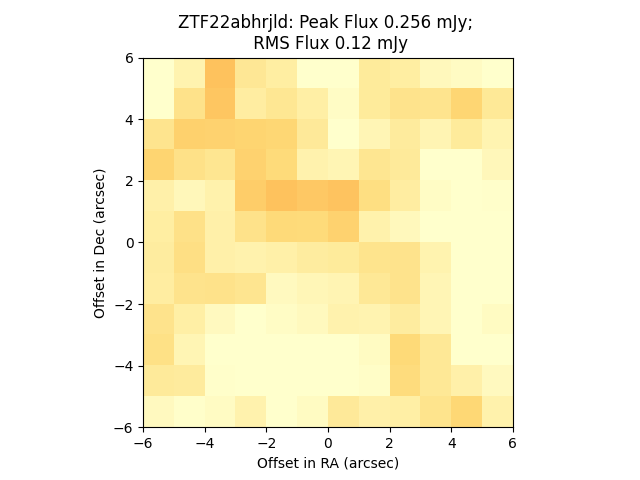 ZTF22abhrjld: Peak Flux 0.256 mJy;
RMS Flux 0.12 mJy
6
4
2
0
−2
−4
−6
Offset in Dec (arcsec)
−6 −4 −2 0 2 4 6
Offset in RA (arcsec)